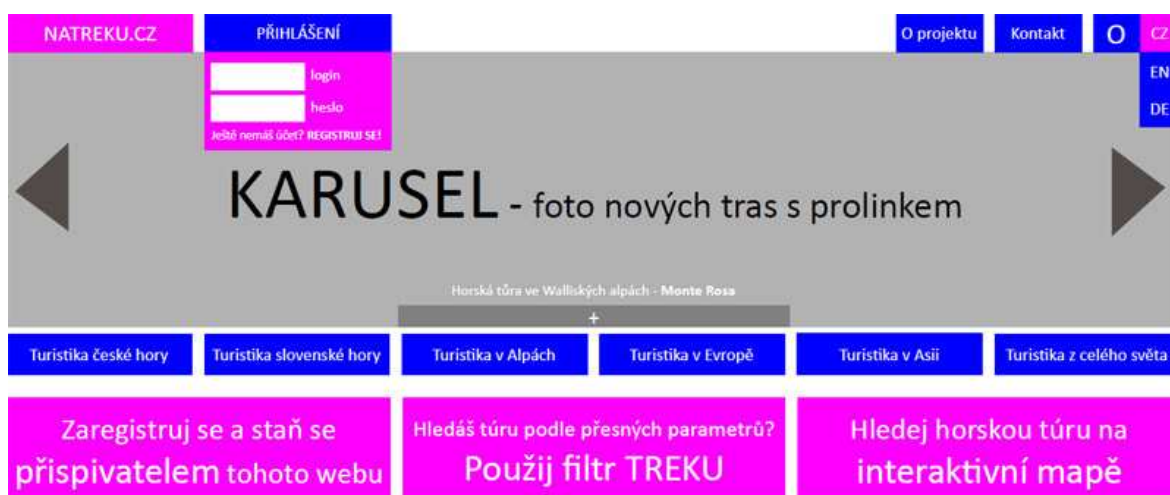 NATREKU.CZ
PŘIHLÁŠENÍ
O projektu
Kontakt
O
CZ
login
EN
heslo
DE
Ještě nemáš účet? REGISTRUJ SE!
KARUSEL - foto nových tras s prolinkem
Horská tůra ve Walliských alpách - Monte Rosa
+
Turistika české hory
Turistika slovenské hory
Turistika v Alpách
Turistika v Evropě
Turistika v Asii
Turistika z celého světa
Zaregistruj se a staň se
přispivatelem tohoto webu
Hledáš túru podle přesných parametrů?
Použij filtr TREKU
Hledej horskou túru na
interaktivní mapě